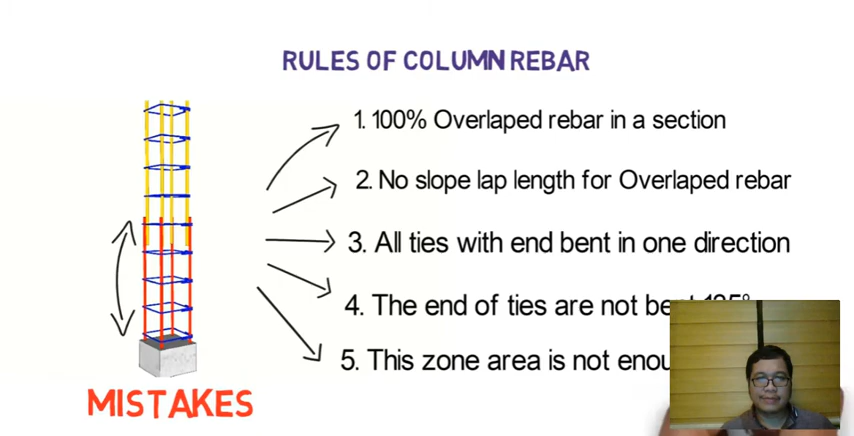 RULES OF COLUMN REBAR
1. 100% Overlaped rebar in a section
2. No slope lap length for Overlaped rebar
3. All ties with end bent in one direction
4. The end of ties are not
5. This zone area is not
MISTAKES